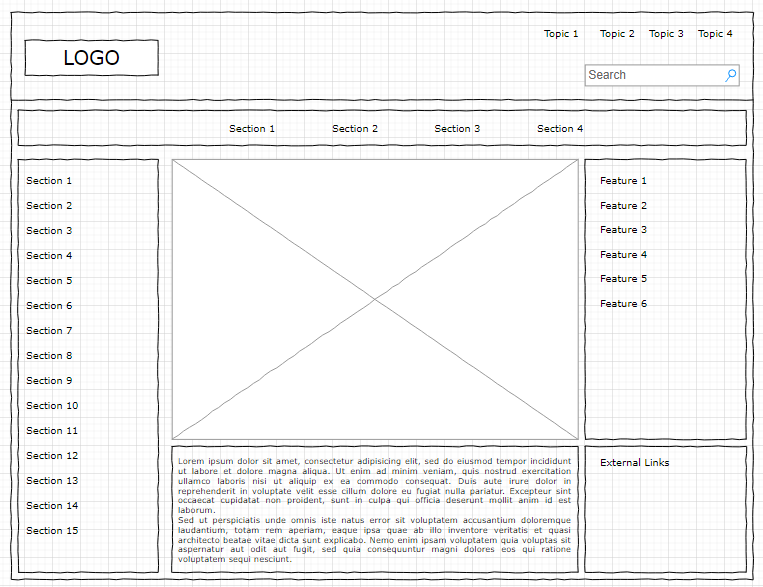 LOGO
Topic 1 Topic 2 Topic 3 Topic 4
Search
Section 1 Section 2 Section 3 Section 4
Section 1
Section 2
Section 3
Section 4
Section 5
Section 6
Section 7
Section 8
Section 9
Section 10
Section 11
Section 12
Section 13
Section 14
Section 15
Feature 1
Feature 2
Feature 3
Feature 4
Feature 5
Feature 6
Lorem ipsum dolor sit amet, consectetur adipisicing elit, sed do eiusmod tempor incididunt
ut labore et dolore magna aliqua. Ut enim ad minim veniam, quis nostrud exercitation
ullamco laboris nisi ut aliquip ex ea commodo consequat. Duis aute irure dolor in
reprehenderit in voluptate velit esse cillum dolore eu fugiat nulla pariatur. Excepteur sint
occaecat cupidatat non proident, sunt in culpa qui officia deserunt mollit anim id est
laborum.
Sed ut perspiciatis unde omnis iste natus error sit voluptatem accusantium doloremque
laudantium, totam rem aperiam, eaque ipsa quae ab illo inventore veritatis et quasi
architecto beatae vitae dicta sunt explicabo. Nemo enim ipsam voluptatem quia voluptas sit
aspernatur aut odit aut fugit, sed quia consequuntur magni dolores eos qui ratione
voluptatem sequi nesciunt.
External Links